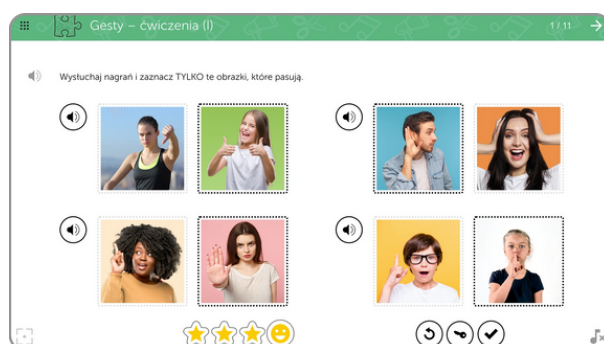 Gesty – ćwiczenia (I)
1 / 11
Wysłuchaj nagrań i zaznacz TYLKO te obrazki, które pasują.